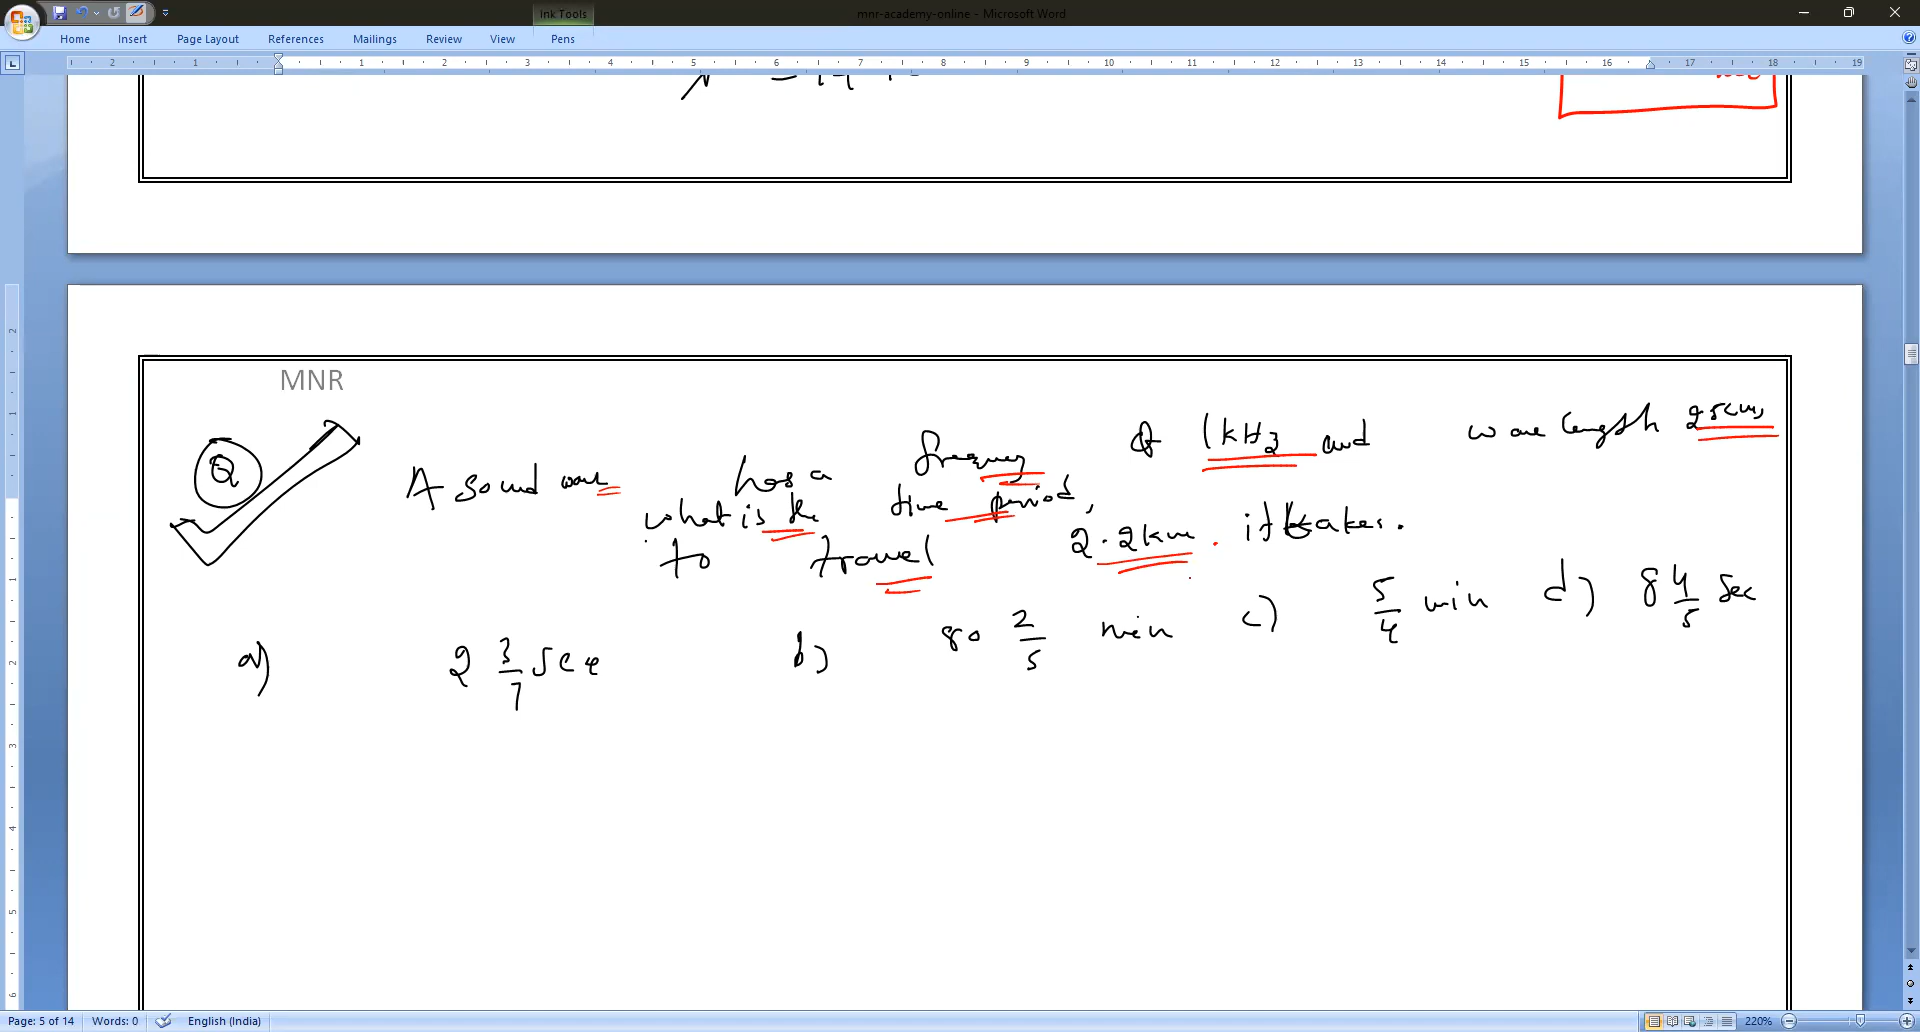 Ink Tools
mnr-academy-online - Microsoft Word
Home Insert Page Layout References Mailings Review View Pens
MNR
Q A sound wave has a frequency of 1kHz and wavelength 25cm,
what is the time period,
to travel 2.2km. it takes.
a) 2 3/7 sec b) 80 2/5 min c) 5/4 min d) 8 4/5 sec
Page: 5 of 14 Words: 0 English (India) 220%